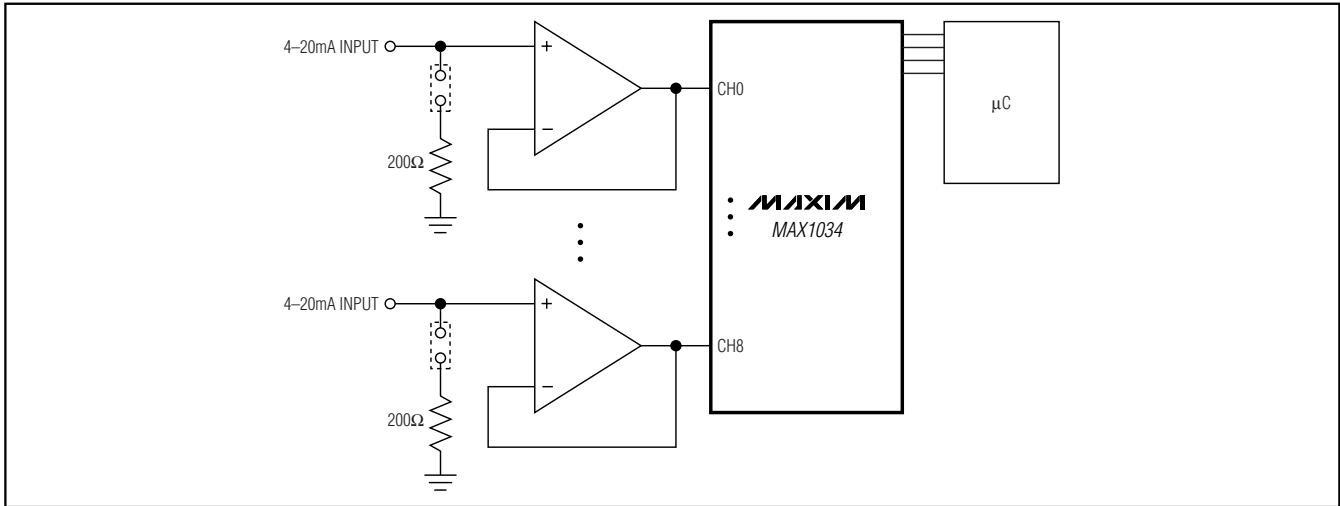 4–20mA INPUT
+
−
CH0
200Ω
µC
MAXIM
MAX1034
4–20mA INPUT
+
−
CH8
200Ω